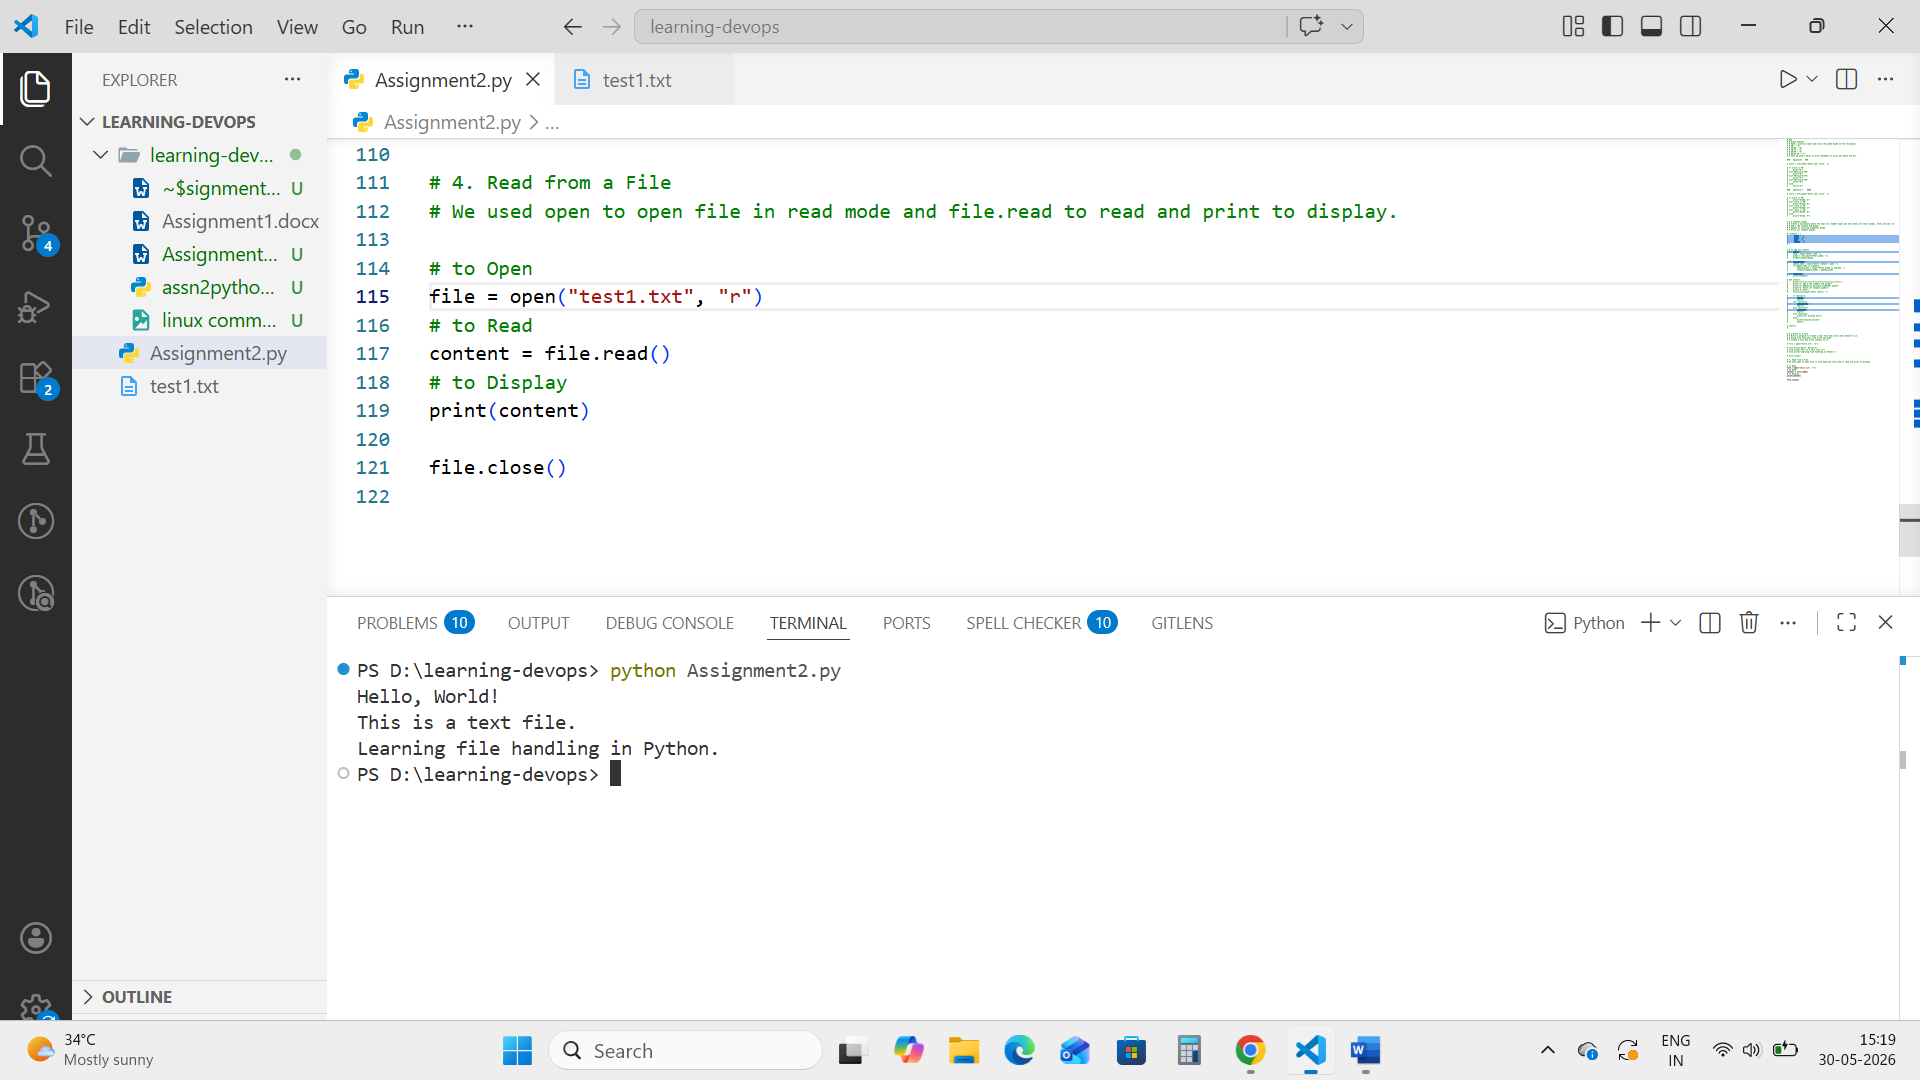 File Edit Selection View Go Run ...
learning-devops
EXPLORER
LEARNING-DEVOPS
learning-dev...
~$signment... U
Assignment1.docx
Assignment... U
assn2pytho... U
linux comm... U
Assignment2.py
test1.txt
OUTLINE
4
2
Assignment2.py
test1.txt
Assignment2.py > ...
110
111 # 4. Read from a File
112 # We used open to open file in read mode and file.read to read and print to display.
113
114 # to Open
115 file = open("test1.txt", "r")
116 # to Read
117 content = file.read()
118 # to Display
119 print(content)
120
121 file.close()
122
PROBLEMS 10 OUTPUT DEBUG CONSOLE TERMINAL PORTS SPELL CHECKER 10 GITLENS
Python
PS D:\learning-devops> python Assignment2.py
Hello, World!
This is a text file.
Learning file handling in Python.
PS D:\learning-devops>
34°C
Mostly sunny
Search
ENG
IN
15:19
30-05-2026